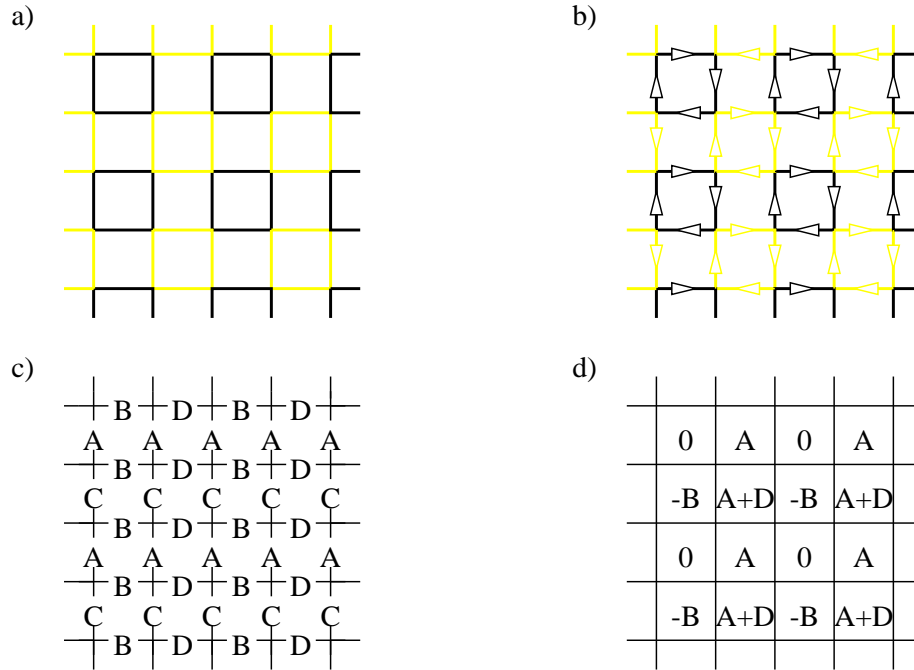 a)
b)
c)
B D B D
A A A A A
B D B D
C C C C C
B D B D
A A A A A
B D B D
C C C C C
B D B D
d)
0 A 0 A
-B A+D -B A+D
0 A 0 A
-B A+D -B A+D